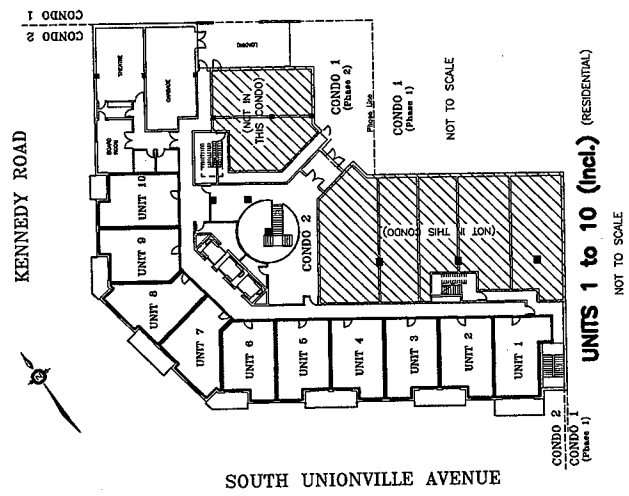 CONDO 1
CONDO 2
KENNEDY ROAD
THEATRE
GARBAGE
LOADING
BOARD
ROOM
(NOT IN
THIS CONDO)
CONDO 1
(Phase 2)
Phase Line
CONDO 1
(Phase 1)
NOT TO SCALE
UNIT 10
UNIT 9
UNIT 8
UNIT 7
UNIT 6
UNIT 5
UNIT 4
UNIT 3
UNIT 2
UNIT 1
CONDO 2
(NOT IN THIS CONDO)
UNITS 1 to 10 (Incl.) (RESIDENTIAL)
NOT TO SCALE
CONDO 2
CONDO 1
(Phase 1)
SOUTH UNIONVILLE AVENUE